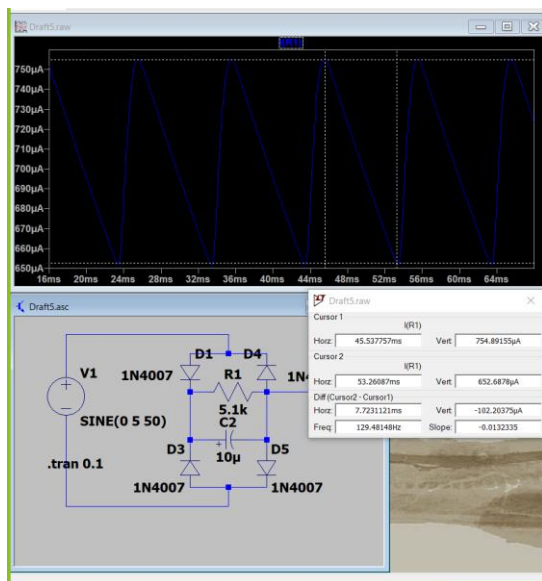 Draft5.raw
I(R1)
750µA
740µA
730µA
720µA
710µA
700µA
690µA
680µA
670µA
660µA
650µA
16ms 20ms 24ms 28ms 32ms 36ms 40ms 44ms 48ms 52ms 56ms 60ms 64ms
Draft5.asc
V1
SINE(0 5 50)
.tran 0.1
D1 D4
1N4007 R1 1N4
5.1k
C2
+
10µ
D3 D5
1N4007 1N4007
Draft5.raw
Cursor 1
I(R1)
Horz: 45.537757ms Vert: 754.89155µA
Cursor 2
I(R1)
Horz: 53.26087ms Vert: 652.6878µA
Diff (Cursor2 - Cursor1)
Horz: 7.7231121ms Vert: -102.20375µA
Freq: 129.48148Hz Slope: -0.0132335